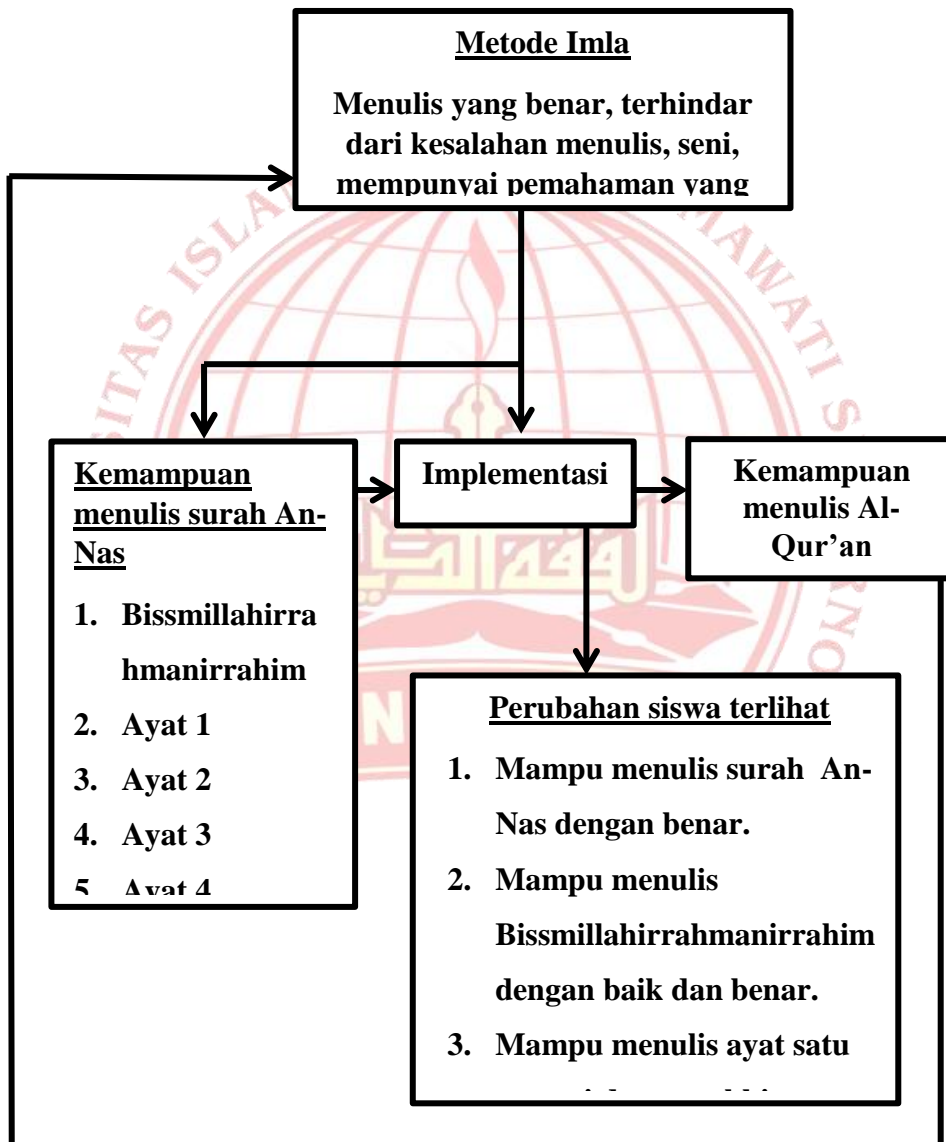 Metode Imla
Menulis yang benar, terhindar
dari kesalahan menulis, seni,
mempunyai pemahaman yang
Kemampuan
menulis surah An-
Nas
1. Bissmillahirra
hmanirrahim
2. Ayat 1
3. Ayat 2
4. Ayat 3
5. Ayat 4
Implementasi
Kemampuan
menulis Al-
Qur’an
Perubahan siswa terlihat
1. Mampu menulis surah An-
Nas dengan benar.
2. Mampu menulis
Bissmillahirrahmanirrahim
dengan baik dan benar.
3. Mampu menulis ayat satu